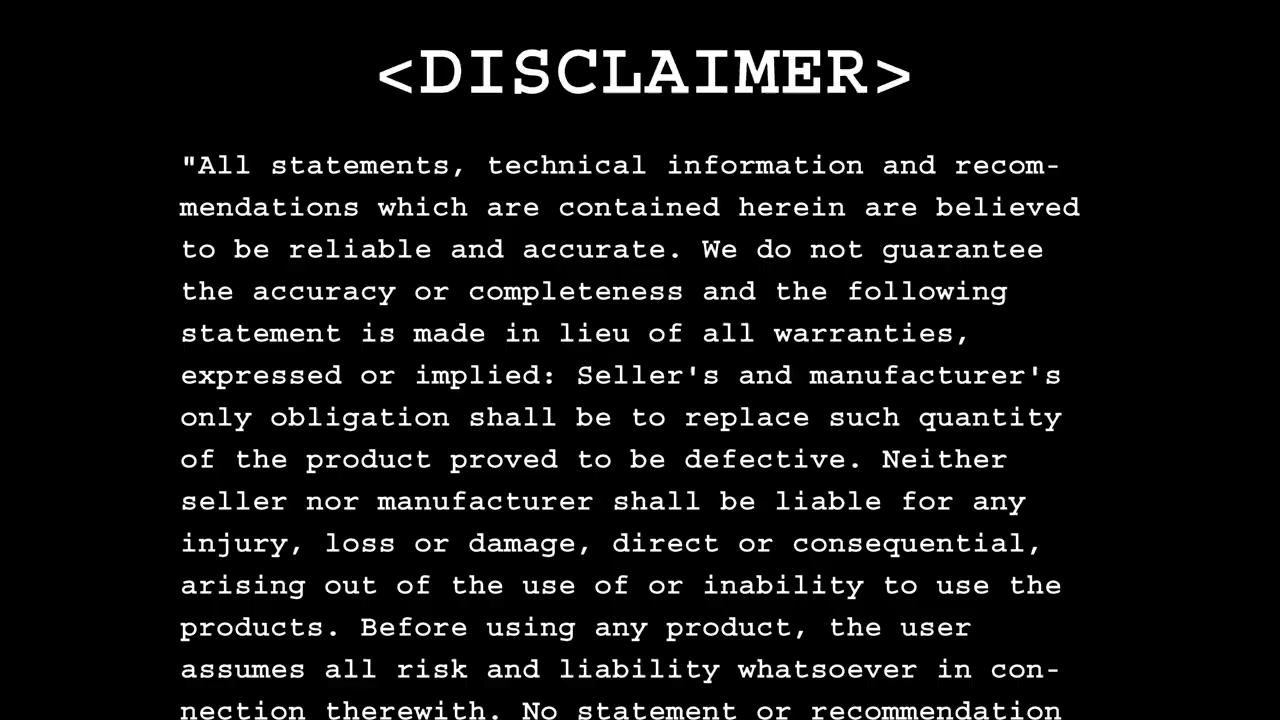 <DISCLAIMER>
"All statements, technical information and recom-
mendations which are contained herein are believed
to be reliable and accurate. We do not guarantee
the accuracy or completeness and the following
statement is made in lieu of all warranties,
expressed or implied: Seller's and manufacturer's
only obligation shall be to replace such quantity
of the product proved to be defective. Neither
seller nor manufacturer shall be liable for any
injury, loss or damage, direct or consequential,
arising out of the use of or inability to use the
products. Before using any product, the user
assumes all risk and liability whatsoever in con-
nection therewith. No statement or recommendation